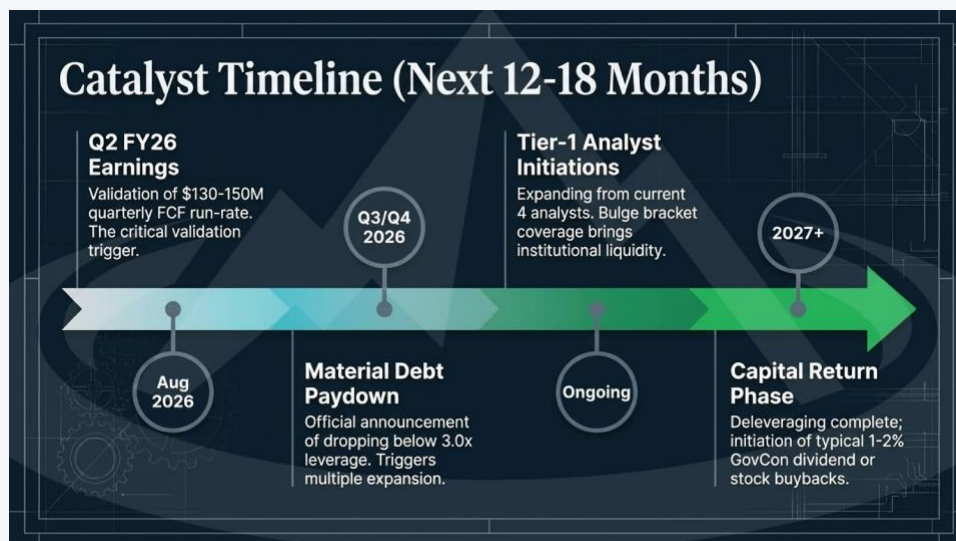 Catalyst Timeline (Next 12-18 Months)
Q2 FY26
Earnings
Validation of $130-150M
quarterly FCF run-rate.
The critical validation
trigger.
Aug
2026
Q3/Q4
2026
Material Debt
Paydown
Official announcement
of dropping below 3.0x
leverage. Triggers
multiple expansion.
Tier-1 Analyst
Initiations
Expanding from current
4 analysts. Bulge bracket
coverage brings
institutional liquidity.
Ongoing
2027+
Capital Return
Phase
Deleveraging complete;
initiation of typical 1-2%
GovCon dividend or
stock buybacks.